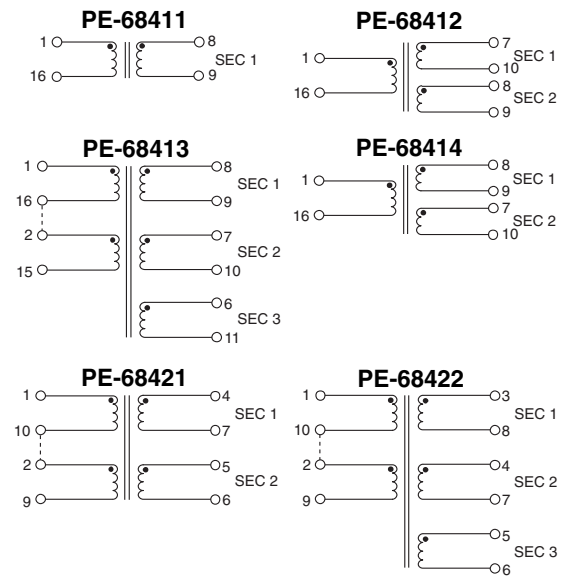 PE-68411
1 8
SEC 1
16 9
PE-68412
1 7
SEC 1
10
16 8
SEC 2
9
PE-68413
1 8
SEC 1
16 9
2 7
SEC 2
15 10
6
SEC 3
11
PE-68414
1 8
SEC 1
9
16 7
SEC 2
10
PE-68421
1 4
SEC 1
10 7
2 5
SEC 2
9 6
PE-68422
1 3
SEC 1
10 8
2 4
SEC 2
9 7
5
SEC 3
6